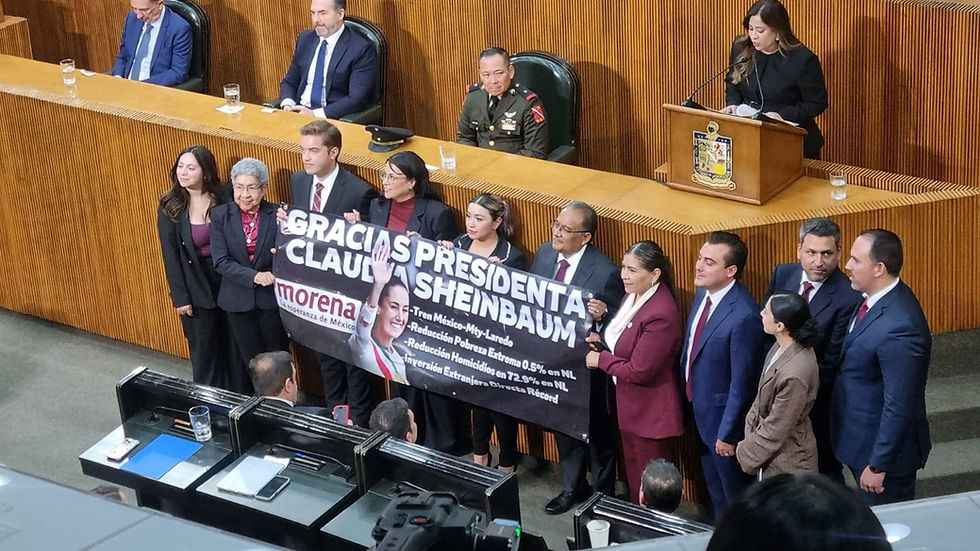 GRACIAS PRESIDENTA
CLAUDIA SHEINBAUM
morena
La esperanza de México
-Tren México-Mty-Laredo
-Reducción Pobreza Extrema 0.5% en NL
-Reducción Homicidios en 72.9% en NL
Inversión Extranjera Directa Récord